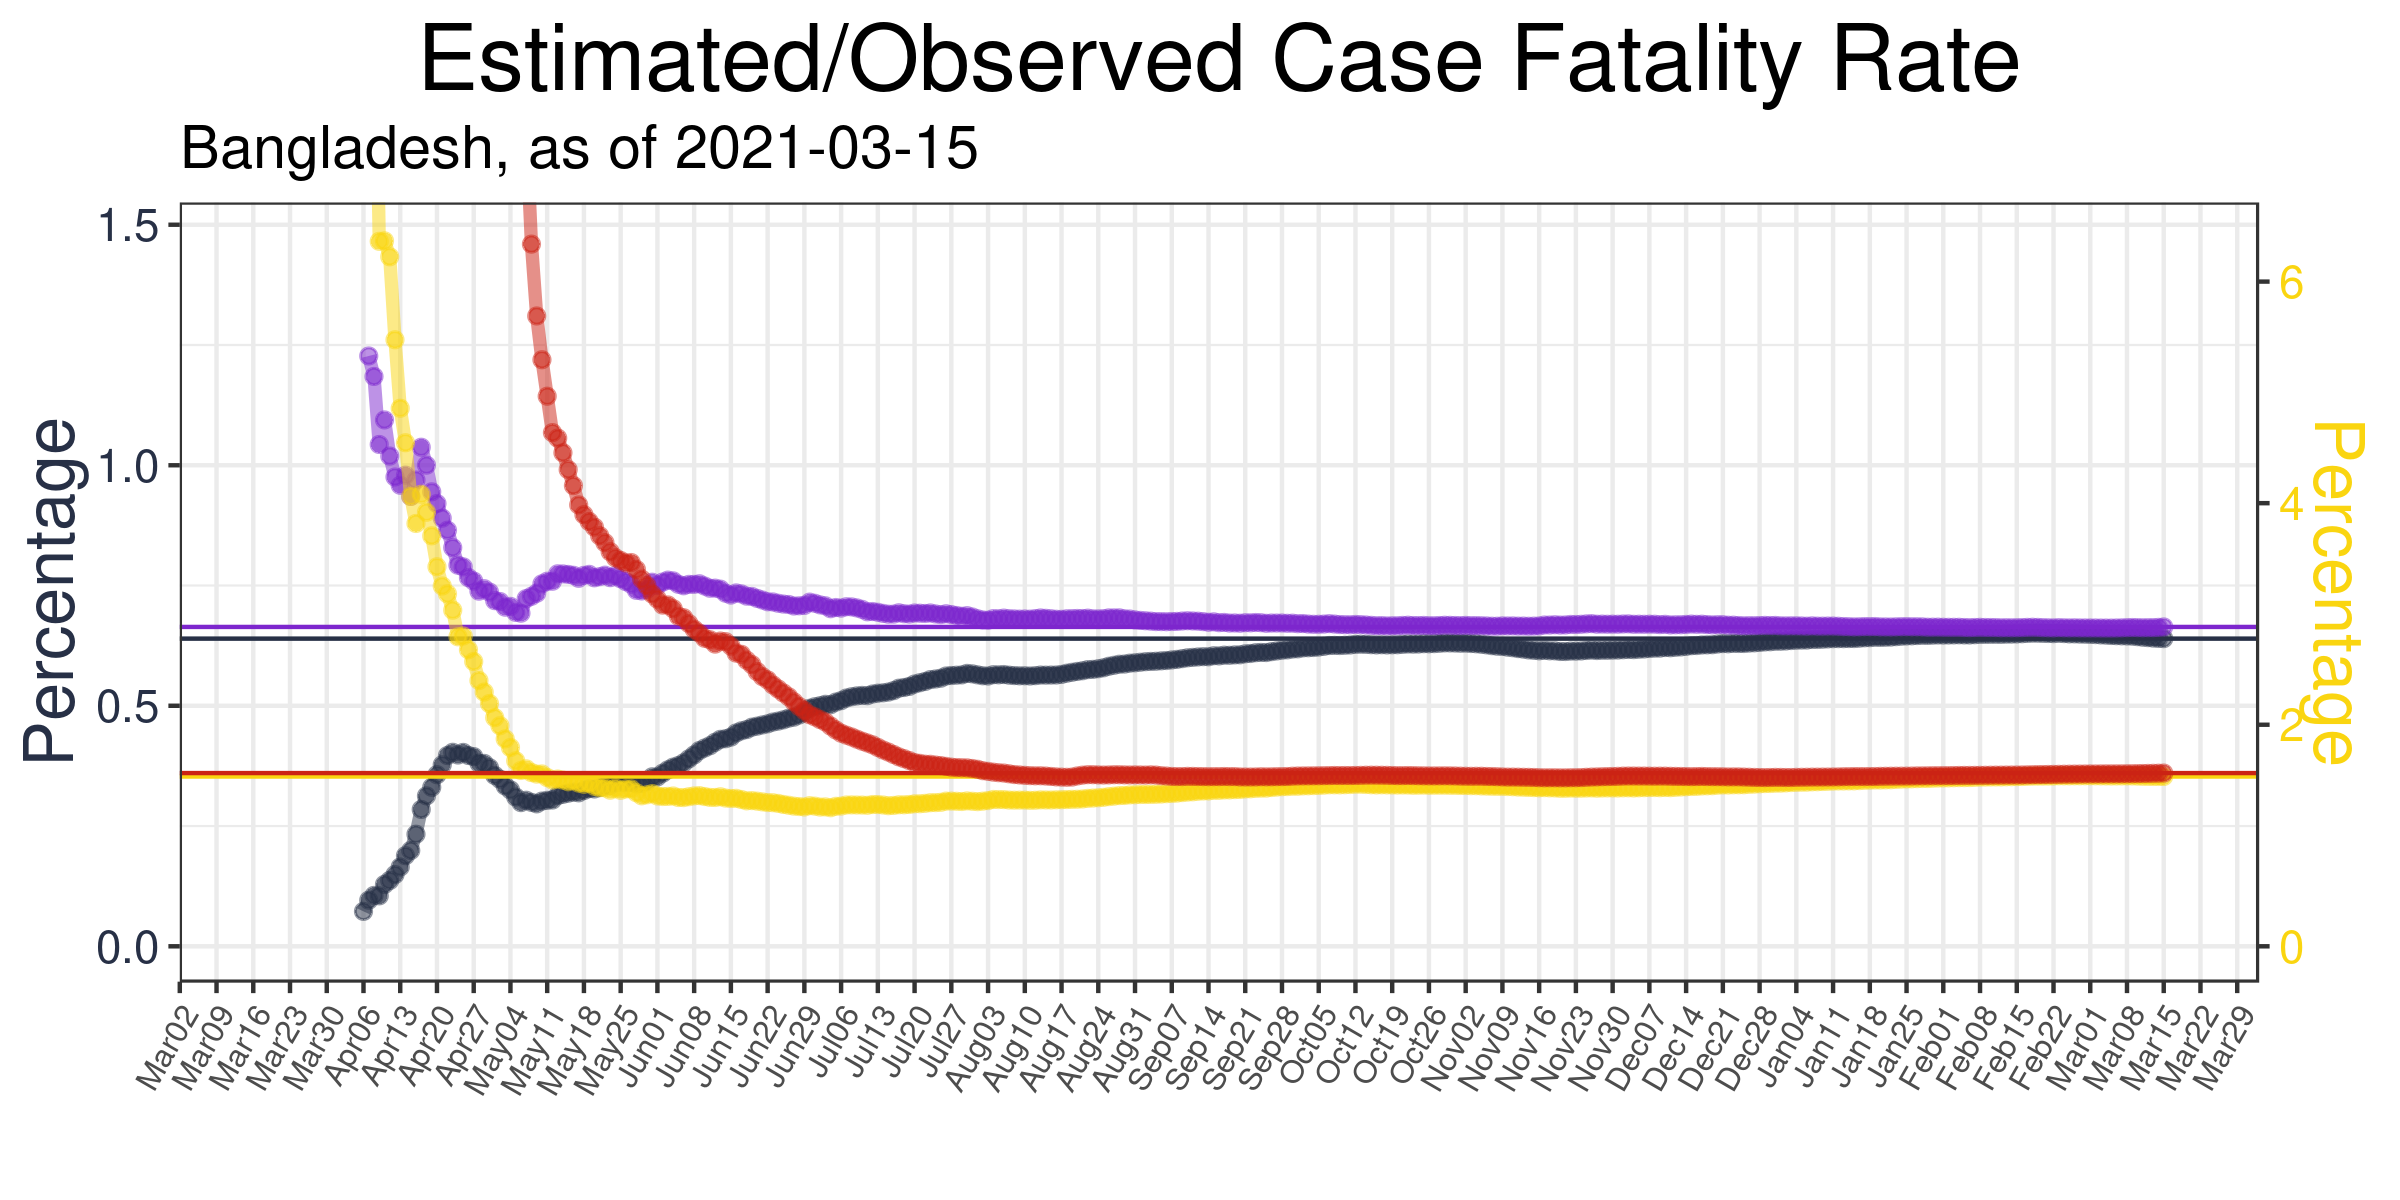 Estimated/Observed Case Fatality Rate
Bangladesh, as of 2021-03-15
Percentage
1.5
1.0
0.5
0.0
6
4
2
0
Percentage
Mar02
Mar09
Mar16
Mar23
Mar30
Apr06
Apr13
Apr20
Apr27
May04
May11
May18
May25
Jun01
Jun08
Jun15
Jun22
Jun29
Jul06
Jul13
Jul20
Jul27
Aug03
Aug10
Aug17
Aug24
Aug31
Sep07
Sep14
Sep21
Sep28
Oct05
Oct12
Oct19
Oct26
Nov02
Nov09
Nov16
Nov23
Nov30
Dec07
Dec14
Dec21
Dec28
Jan04
Jan11
Jan18
Jan25
Feb01
Feb08
Feb15
Feb22
Mar01
Mar08
Mar15
Mar22
Mar29